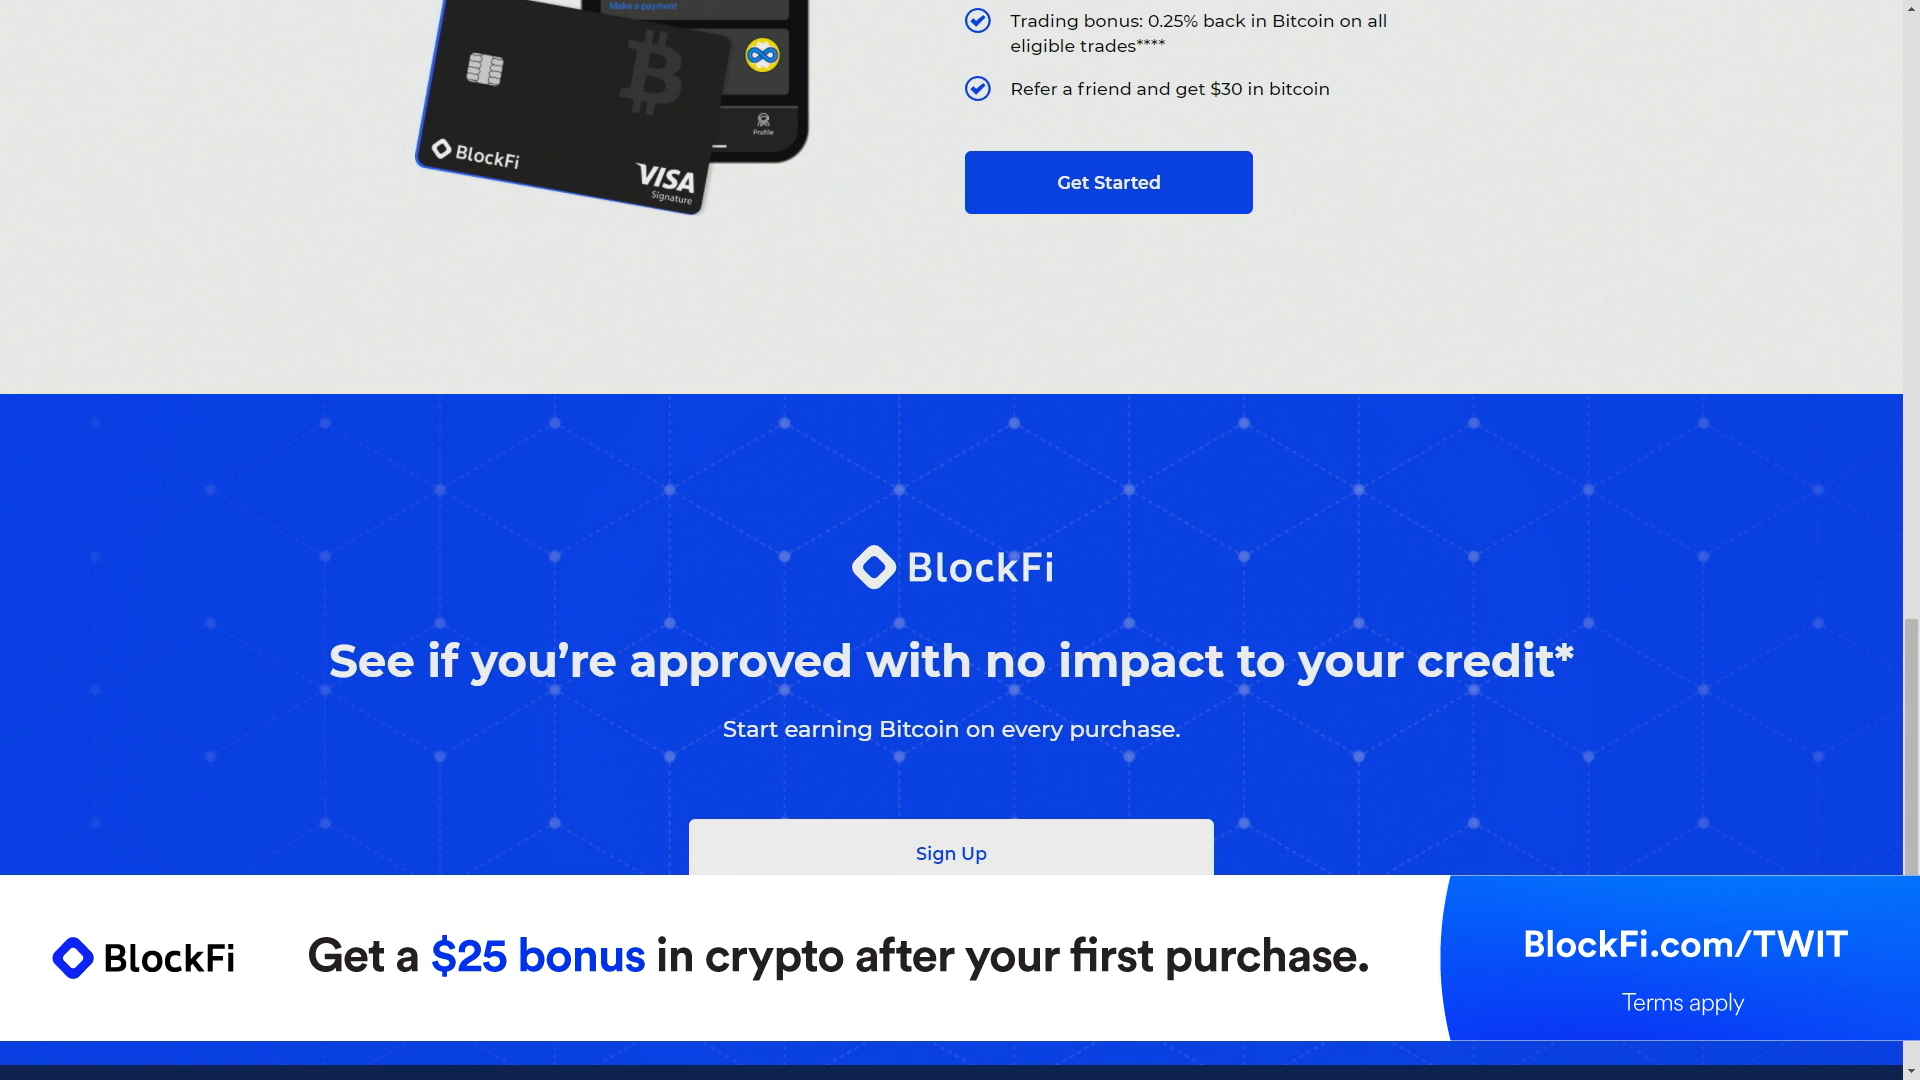 Make a payment
Trading bonus: 0.25% back in Bitcoin on all
eligible trades****
Refer a friend and get $30 in bitcoin
Profile
BlockFi
VISA
Signature
Get Started
BlockFi
See if you’re approved with no impact to your credit*
Start earning Bitcoin on every purchase.
Sign Up
BlockFi
Get a $25 bonus in crypto after your first purchase.
BlockFi.com/TWIT
Terms apply